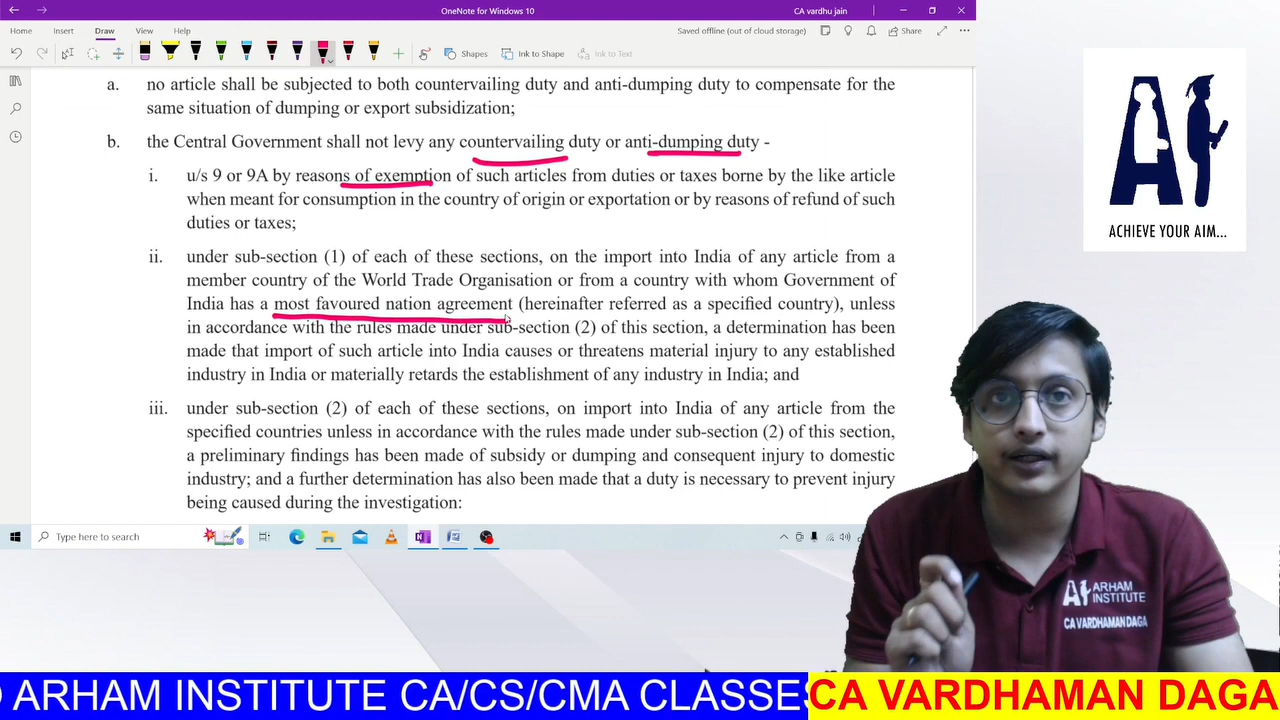 OneNote for Windows 10
CA vardhu jain
Home Insert Draw View Help
Saved offline (out of cloud storage)
Share
Shapes
Ink to Shape
Ink to Text
a. no article shall be subjected to both countervailing duty and anti-dumping duty to compensate for the
same situation of dumping or export subsidization;
b. the Central Government shall not levy any countervailing duty or anti-dumping duty -
i. u/s 9 or 9A by reasons of exemption of such articles from duties or taxes borne by the like article
when meant for consumption in the country of origin or exportation or by reasons of refund of such
duties or taxes;
ii. under sub-section (1) of each of these sections, on the import into India of any article from a
member country of the World Trade Organisation or from a country with whom Government of
India has a most favoured nation agreement (hereinafter referred as a specified country), unless
in accordance with the rules made under sub-section (2) of this section, a determination has been
made that import of such article into India causes or threatens material injury to any established
industry in India or materially retards the establishment of any industry in India; and
iii. under sub-section (2) of each of these sections, on import into India of any article from the
specified countries unless in accordance with the rules made under sub-section (2) of this section,
a preliminary findings has been made of subsidy or dumping and consequent injury to domestic
industry; and a further determination has also been made that a duty is necessary to prevent injury
being caused during the investigation:
Type here to search
AI
ACHIEVE YOUR AIM...
AI ARHAM
INSTITUTE
CA VARDHAMAN DAGA
ARHAM INSTITUTE CA/CS/CMA CLASSES
CA VARDHAMAN DAGA